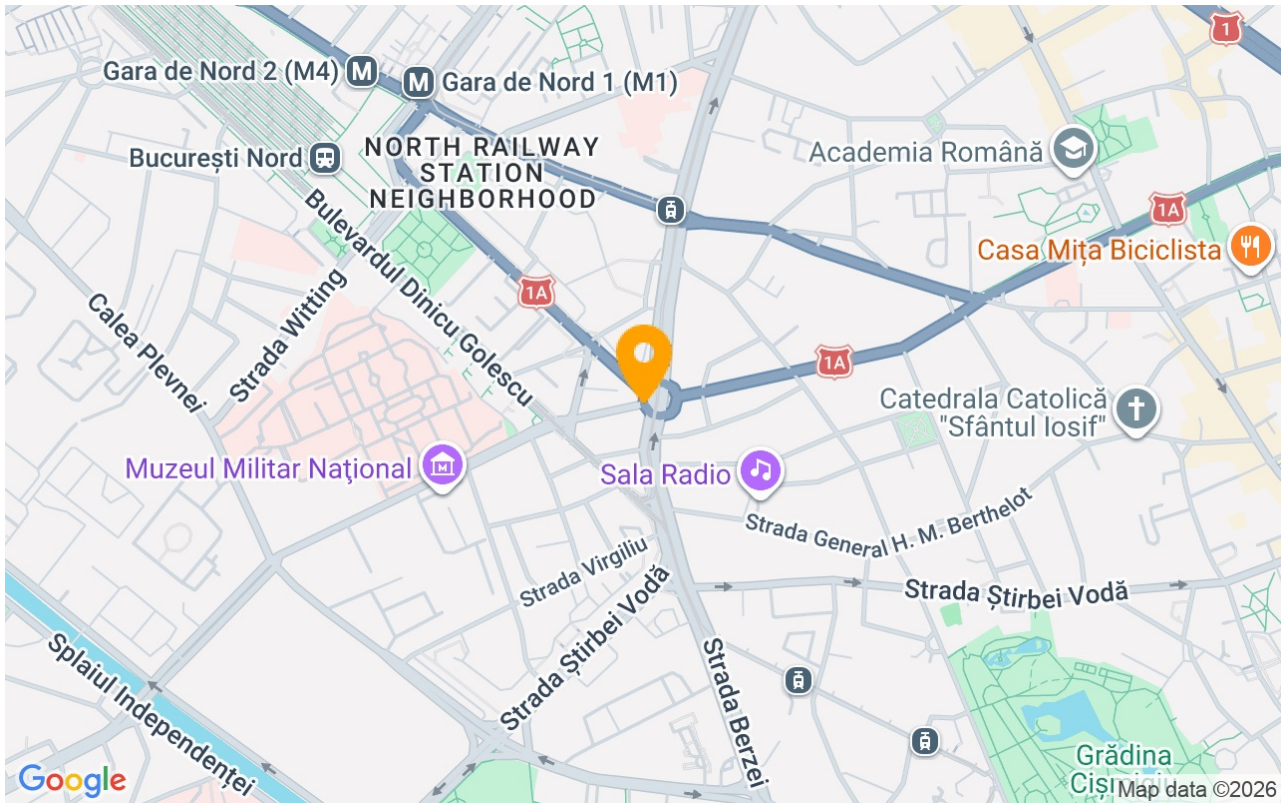 1
Gara de Nord 2 (M4)
M
M
Gara de Nord 1 (M1)
București Nord
NORTH RAILWAY
STATION
NEIGHBORHOOD
Academia Română
1A
Casa Mița Biciclista
Bulevardul Dinicu Golescu
Strada Witting
Calea Plevnei
1A
1A
Catedrala Catolică
"Sfântul Iosif"
Muzeul Militar Naţional
M
Sala Radio
Strada General H. M. Berthelot
Strada Virgiliu
Strada Știrbei Vodă
Strada Știrbei Vodă
Splaiul Independenței
Strada Berzei
Grădina
Google
Map data ©2026